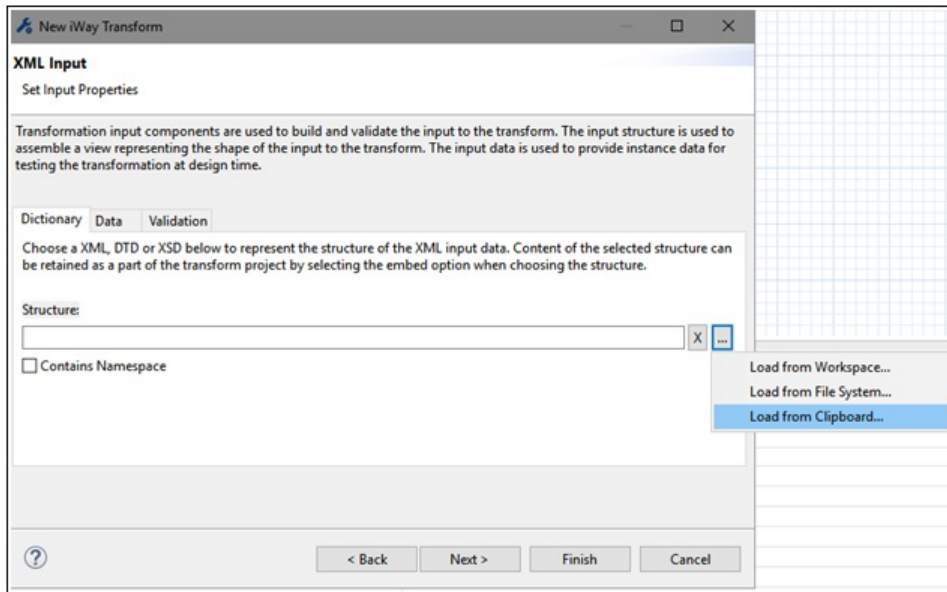 New iWay Transform
XML Input
Set Input Properties
Transformation input components are used to build and validate the input to the transform. The input structure is used to
assemble a view representing the shape of the input to the transform. The input data is used to provide instance data for
testing the transformation at design time.
Dictionary Data Validation
Choose a XML, DTD or XSD below to represent the structure of the XML input data. Content of the selected structure can
be retained as a part of the transform project by selecting the embed option when choosing the structure.
Structure:
X ...
Contains Namespace
Load from Workspace...
Load from File System...
Load from Clipboard...
? < Back Next > Finish Cancel